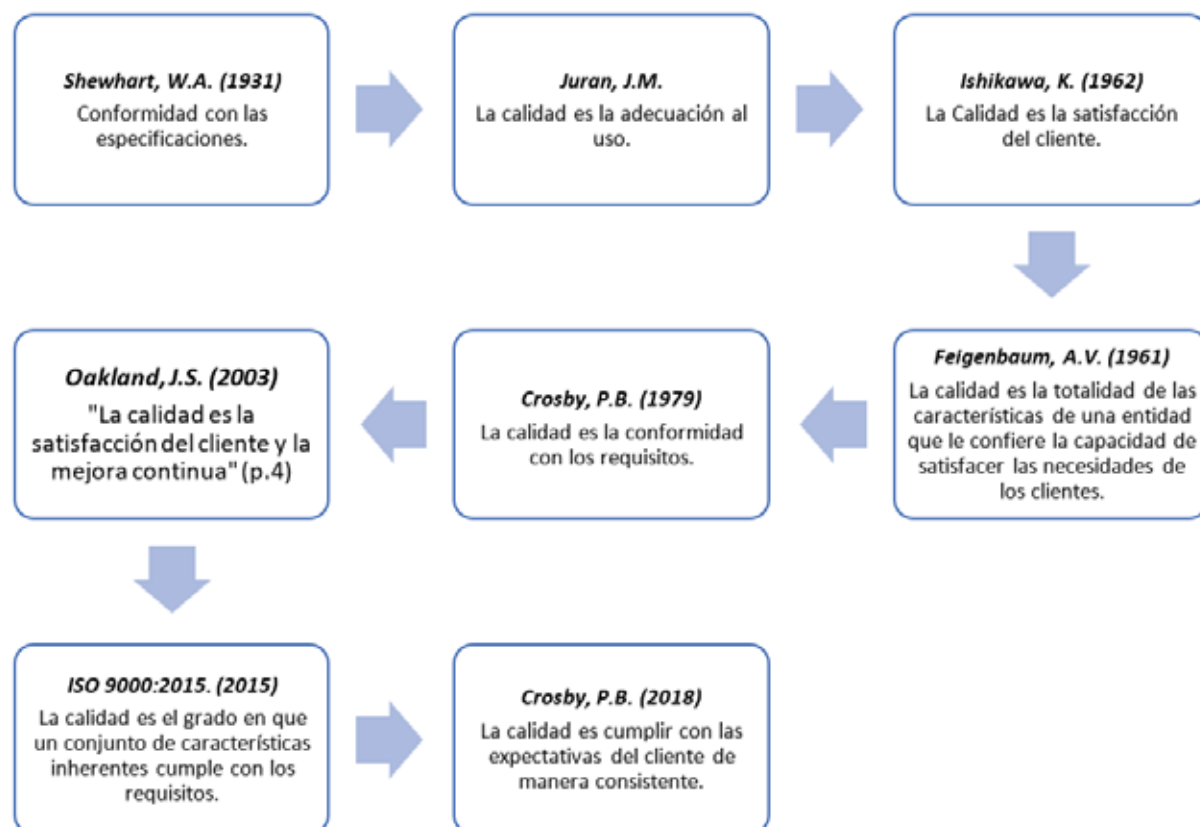 Shewhart, W.A. (1931)
Conformidad con las
especificaciones.
Juran, J.M.
La calidad es la adecuación al
uso.
Ishikawa, K. (1962)
La Calidad es la satisfacción
del cliente.
Feigenbaum, A.V. (1961)
La calidad es la totalidad de las
características de una entidad
que le confiere la capacidad de
satisfacer las necesidades de
los clientes.
Crosby, P.B. (1979)
La calidad es la conformidad
con los requisitos.
Oakland, J.S. (2003)
"La calidad es la
satisfacción del cliente y la
mejora continua" (p.4)
ISO 9000:2015. (2015)
La calidad es el grado en que
un conjunto de características
inherentes cumple con los
requisitos.
Crosby, P.B. (2018)
La calidad es cumplir con las
expectativas del cliente de
manera consistente.